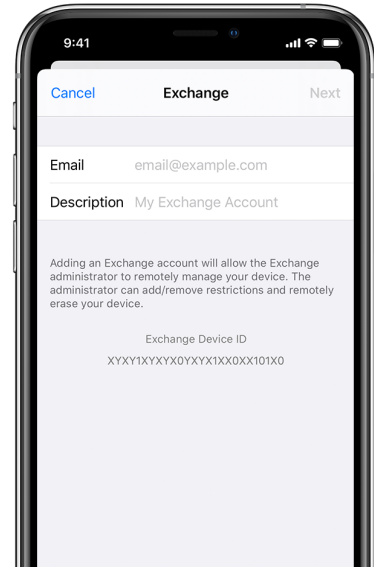 9:41
Cancel Exchange Next
Email email@example.com
Description My Exchange Account
Adding an Exchange account will allow the Exchange
administrator to remotely manage your device. The
administrator can add/remove restrictions and remotely
erase your device.
Exchange Device ID
XYXY1XYXYX0YXYX1XX0XX101X0